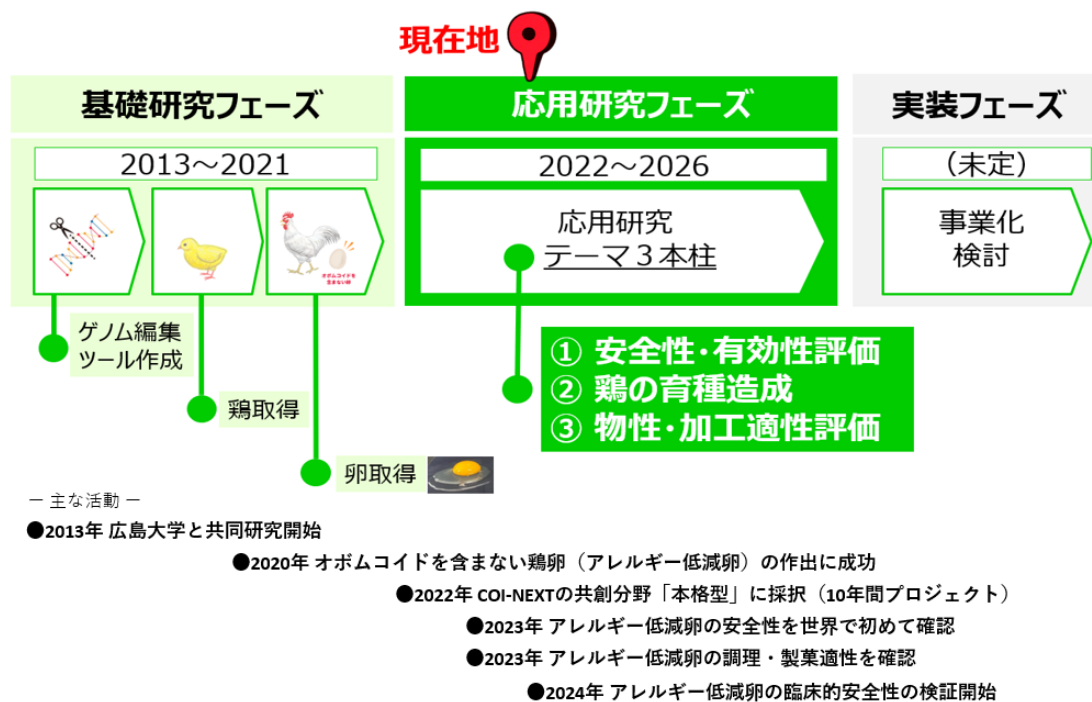 現在地
基礎研究フェーズ
応用研究フェーズ
実装フェーズ
2013~2021
2022~2026
(未定)
オボムコイドを
含まない卵
応用研究
テーマ3本柱
事業化
検討
ゲノム編集
ツール作成
鶏取得
卵取得
① 安全性・有効性評価
② 鶏の育種造成
③ 物性・加工適性評価
― 主な活動 ―
●2013年 広島大学と共同研究開始
●2020年 オボムコイドを含まない鶏卵(アレルギー低減卵)の作出に成功
●2022年 COI-NEXTの共創分野「本格型」に採択(10年間プロジェクト)
●2023年 アレルギー低減卵の安全性を世界で初めて確認
●2023年 アレルギー低減卵の調理・製菓適性を確認
●2024年 アレルギー低減卵の臨床的安全性の検証開始